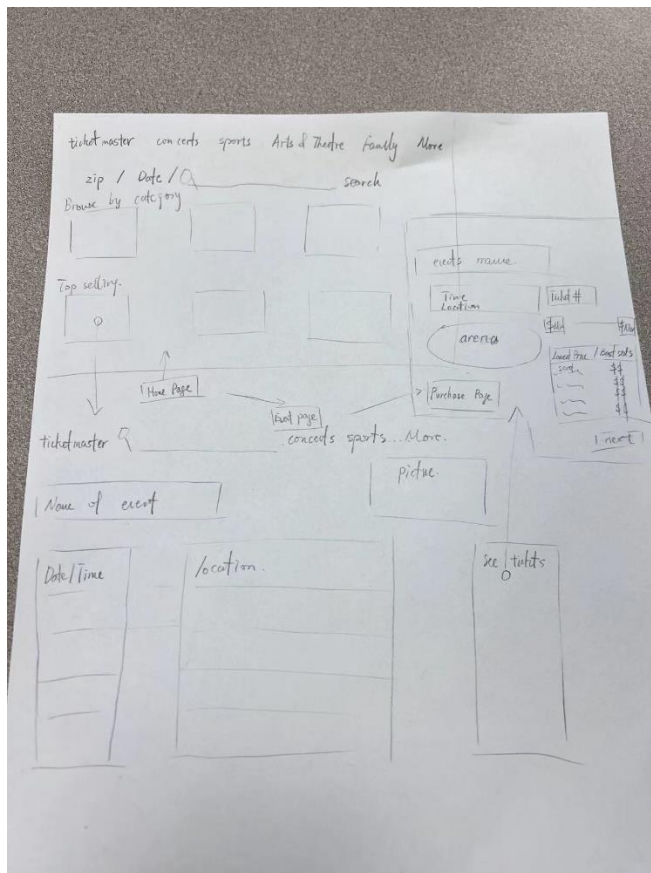 ticketmaster concerts sports Arts & Theatre Family More
zip / Date / search
Browse by category
Top selling.
Home Page
events name
Time
Location
Ticket #
arena
Lowest Price / Best seats
seat $$
$$
$$
$$
Purchase Page
next
Event page
ticketmaster concerts sports... More.
Name of event
pictue.
Date/Time
location.
see tickets